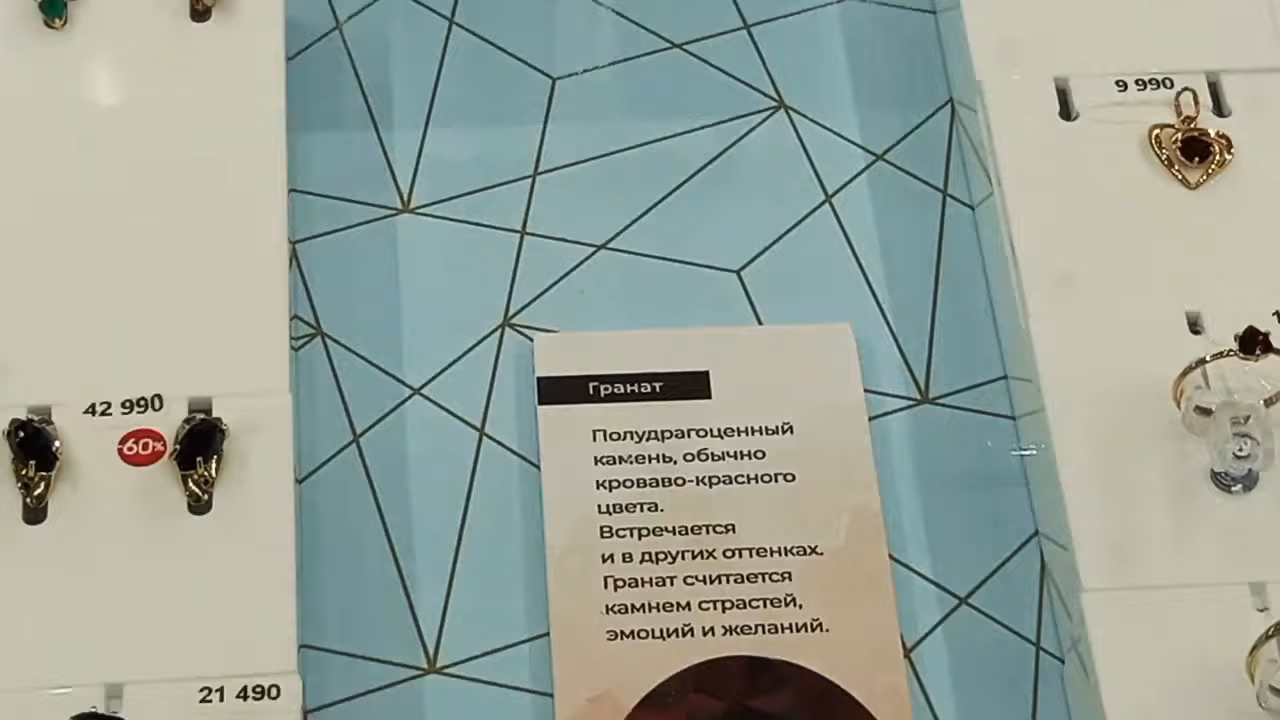 9 990
42 990
-60%
Гранат
Полудрагоценный
камень, обычно
кроваво-красного
цвета.
Встречается
и в других оттенках.
Гранат считается
камнем страстей,
эмоций и желаний.
21 490